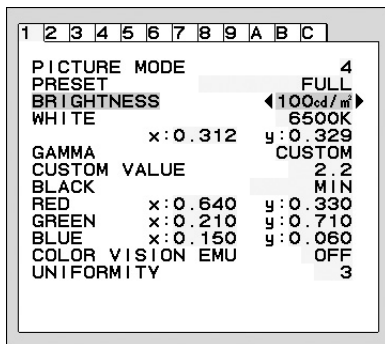 1 2 3 4 5 6 7 8 9 A B C
PICTURE MODE 4
PRESET FULL
BRIGHTNESS 100cd/㎡
WHITE 6500K
x:0.312 y:0.329
GAMMA CUSTOM
CUSTOM VALUE 2.2
BLACK MIN
RED x:0.640 y:0.330
GREEN x:0.210 y:0.710
BLUE x:0.150 y:0.060
COLOR VISION EMU OFF
UNIFORMITY 3